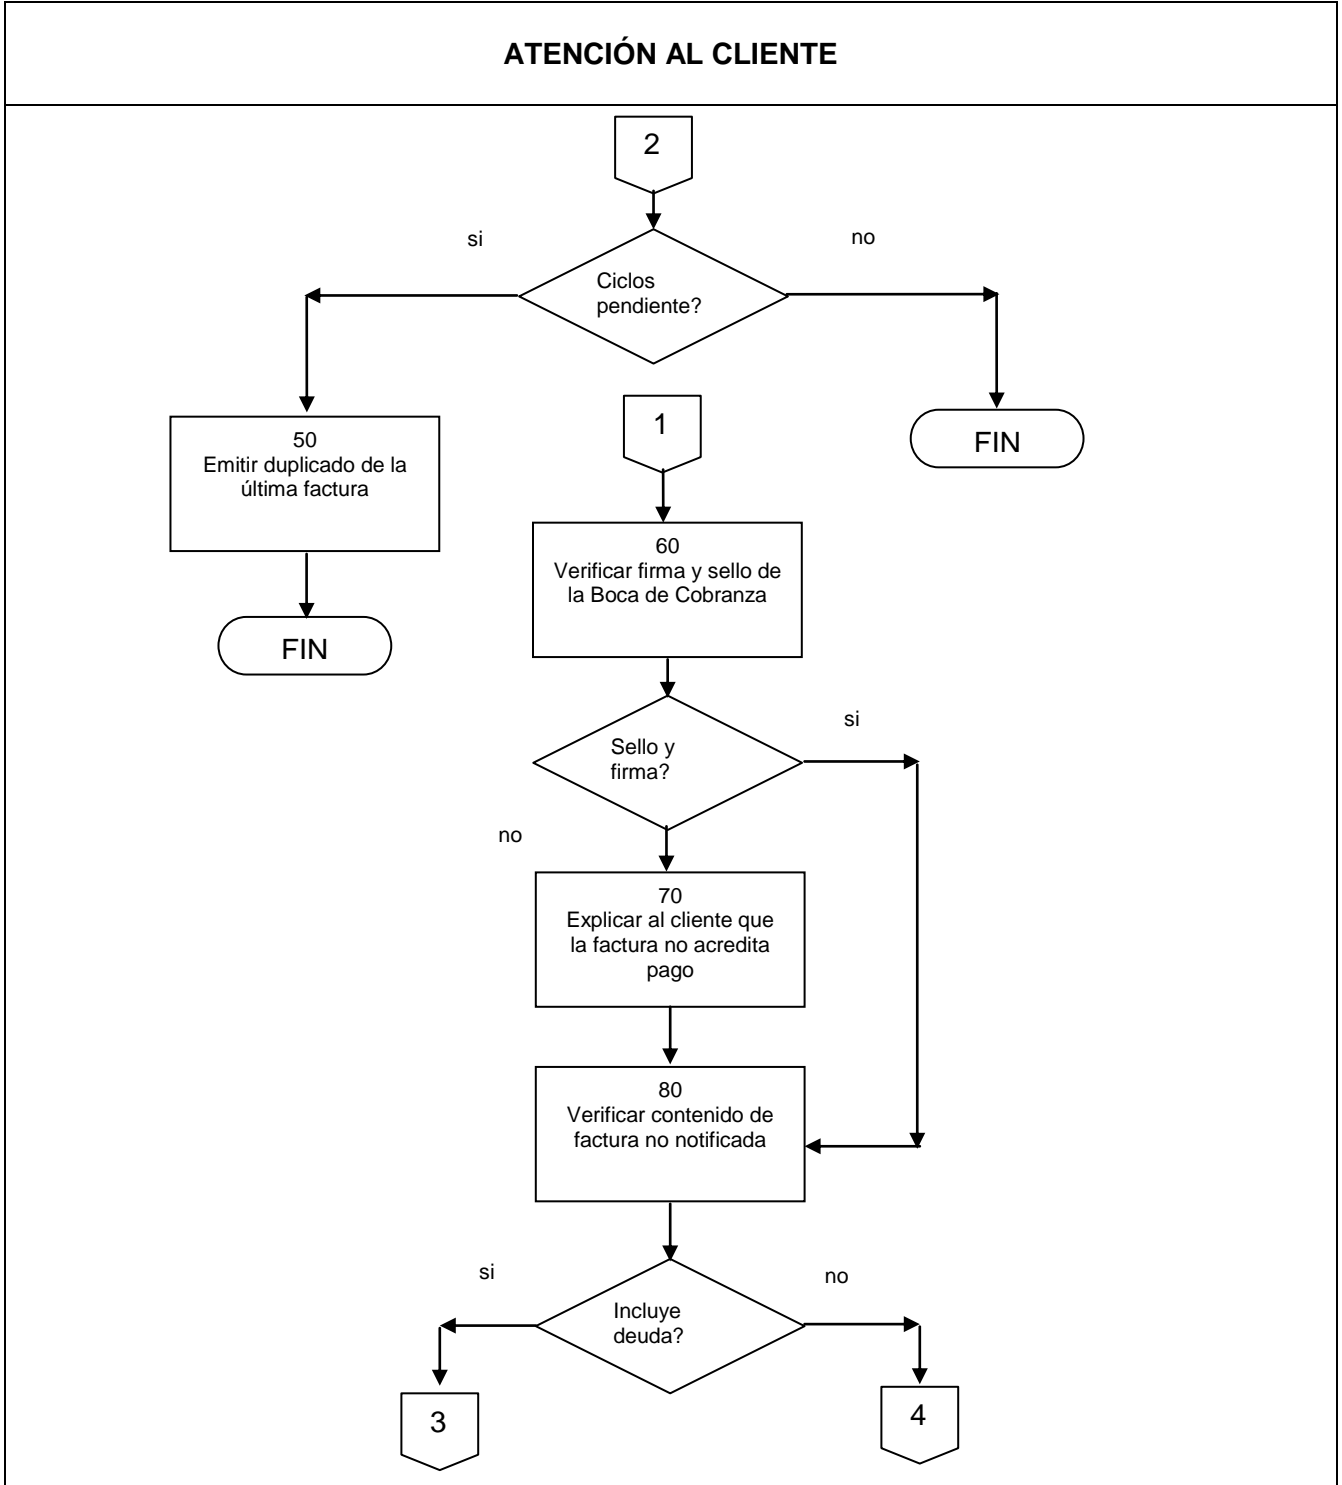 ATENCIÓN AL CLIENTE
2
si
no
Ciclos
pendiente?
1
50
Emitir duplicado de la
última factura
FIN
FIN
60
Verificar firma y sello de
la Boca de Cobranza
Sello y
firma?
si
no
70
Explicar al cliente que
la factura no acredita
pago
80
Verificar contenido de
factura no notificada
si
no
Incluye
deuda?
3
4